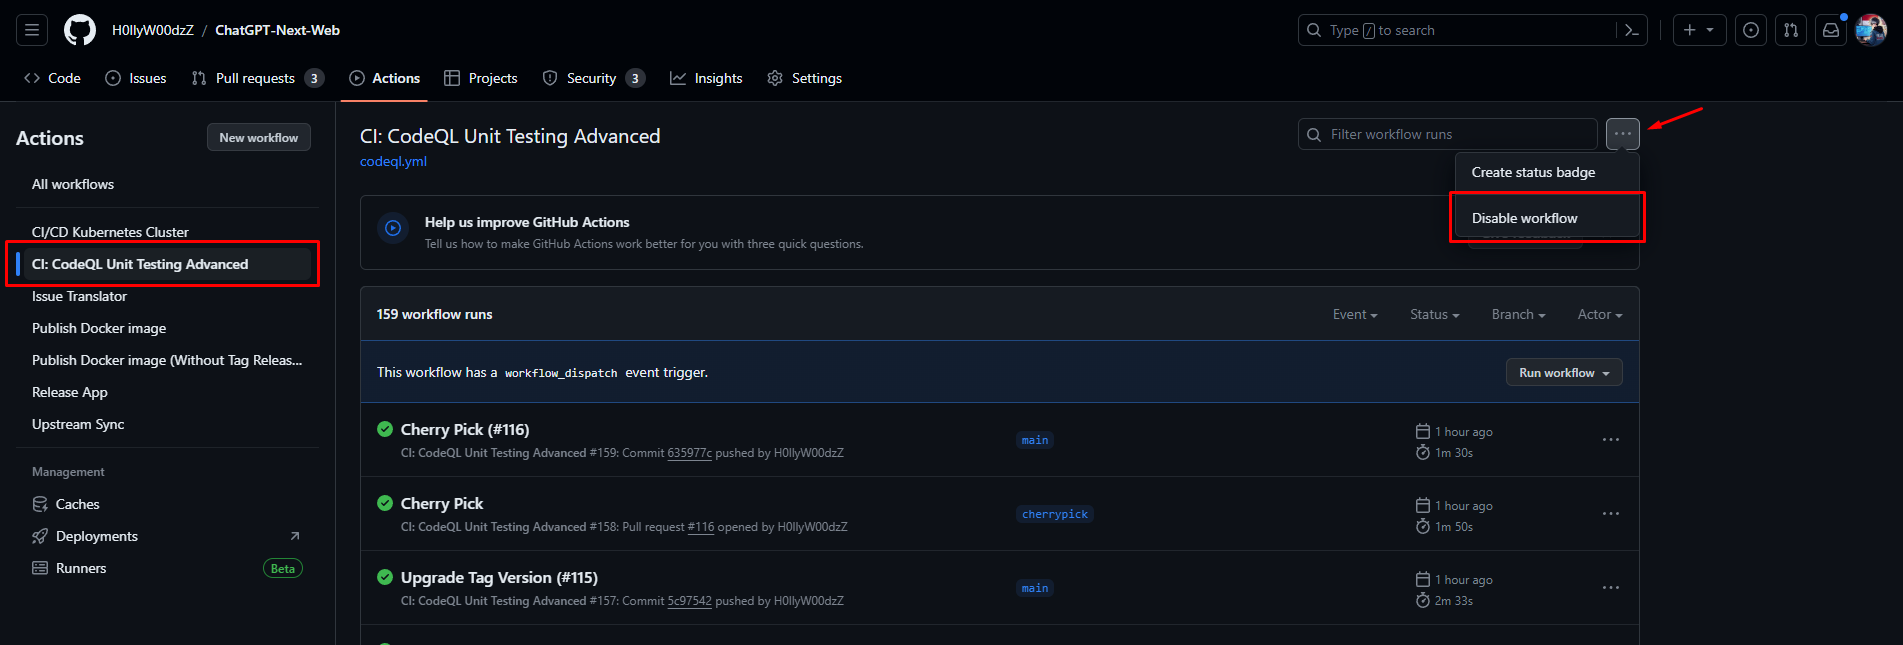 H0llyW00dzZ / ChatGPT-Next-Web
Type / to search
Code
Issues
Pull requests 3
Actions
Projects
Security 3
Insights
Settings
Actions
New workflow
All workflows
CI/CD Kubernetes Cluster
CI: CodeQL Unit Testing Advanced
Issue Translator
Publish Docker image
Publish Docker image (Without Tag Releas...
Release App
Upstream Sync
Management
Caches
Deployments
Runners Beta
CI: CodeQL Unit Testing Advanced
codeql.yml
Filter workflow runs
Create status badge
Disable workflow
Help us improve GitHub Actions
Tell us how to make GitHub Actions work better for you with three quick questions.
159 workflow runs
Event
Status
Branch
Actor
This workflow has a workflow_dispatch event trigger.
Run workflow
Cherry Pick (#116)
CI: CodeQL Unit Testing Advanced #159: Commit 635977c pushed by H0llyW00dzZ
main
1 hour ago
1m 30s
Cherry Pick
CI: CodeQL Unit Testing Advanced #158: Pull request #116 opened by H0llyW00dzZ
cherrypick
1 hour ago
1m 50s
Upgrade Tag Version (#115)
CI: CodeQL Unit Testing Advanced #157: Commit 5c97542 pushed by H0llyW00dzZ
main
1 hour ago
2m 33s